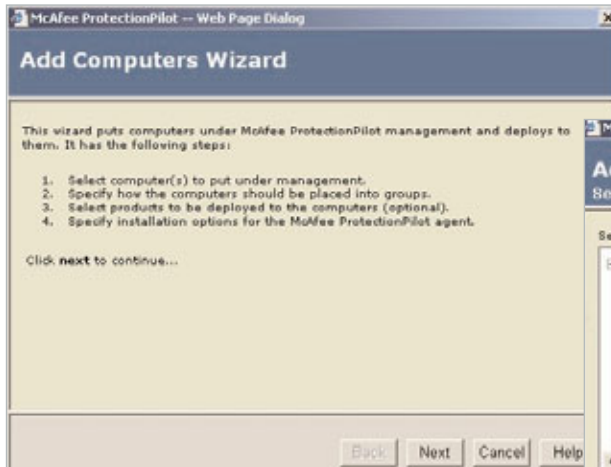 McAfee ProtectionPilot -- Web Page Dialog
Add Computers Wizard
This wizard puts computers under McAfee ProtectionPilot management and deploys to
them. It has the following steps:
1. Select computer(s) to put under management.
2. Specify how the computers should be placed into groups.
3. Select products to be deployed to the computers (optional).
4. Specify installation options for the McAfee ProtectionPilot agent.
Click next to continue...
Back Next Cancel Help